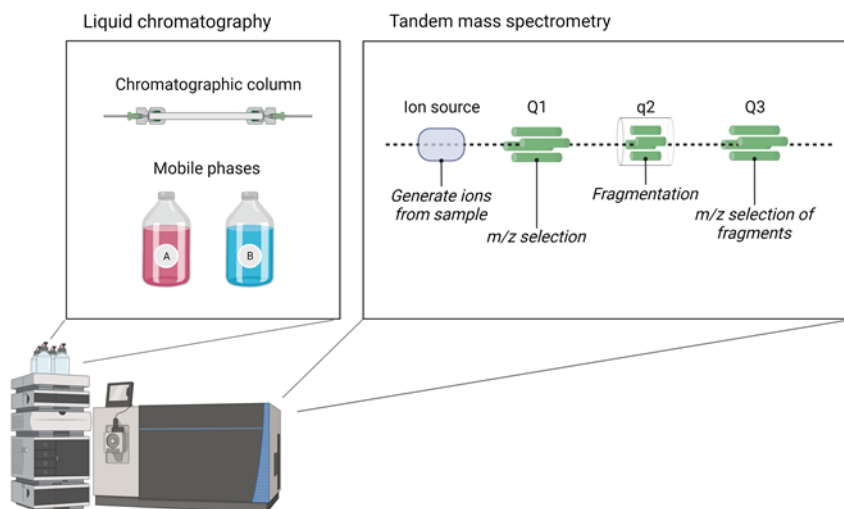 Liquid chromatography
Chromatographic column
Mobile phases
A
B
Tandem mass spectrometry
Ion source
Q1
q2
Q3
Generate ions
from sample
m/z selection
Fragmentation
m/z selection of
fragments